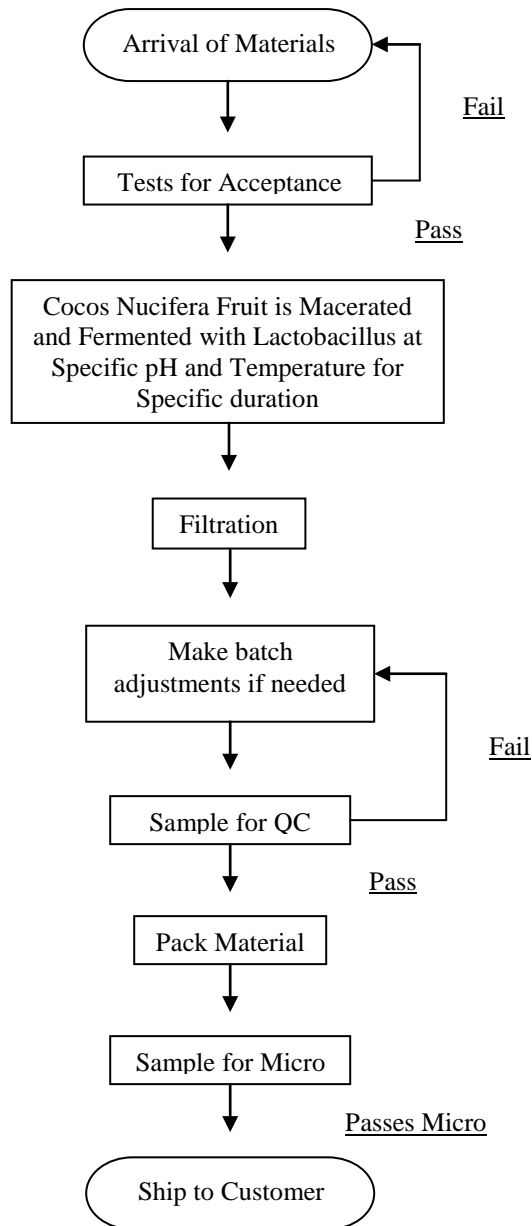 Arrival of Materials
Fail
Tests for Acceptance
Pass
Cocos Nucifera Fruit is Macerated
and Fermented with Lactobacillus at
Specific pH and Temperature for
Specific duration
Filtration
Make batch
adjustments if needed
Fail
Sample for QC
Pass
Pack Material
Sample for Micro
Passes Micro
Ship to Customer